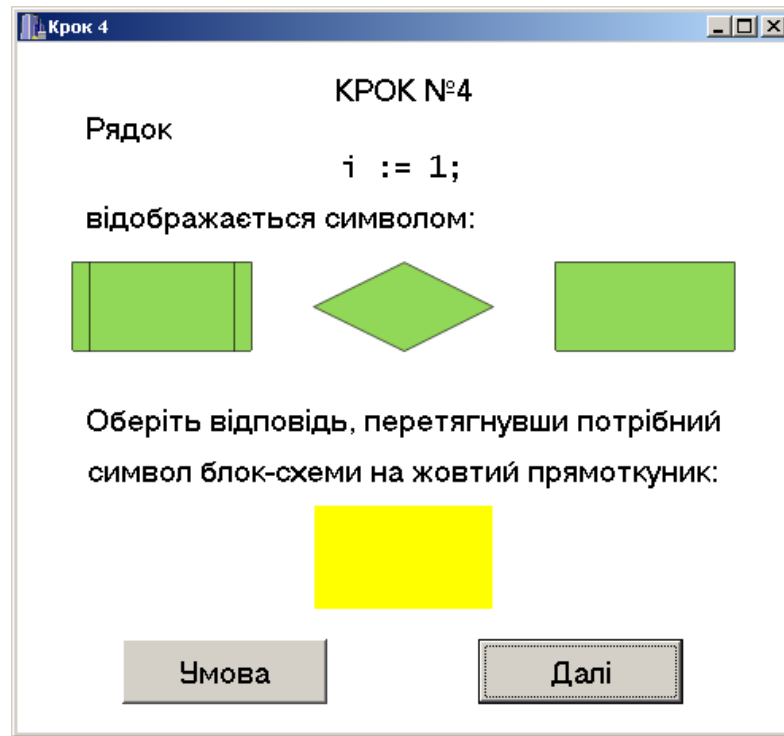 Крок 4
КРОК №4
Рядок
i := 1;
відображається символом:
Оберіть відповідь, перетягнувши потрібний
символ блок-схеми на жовтий прямоткуник:
Умова
Далі